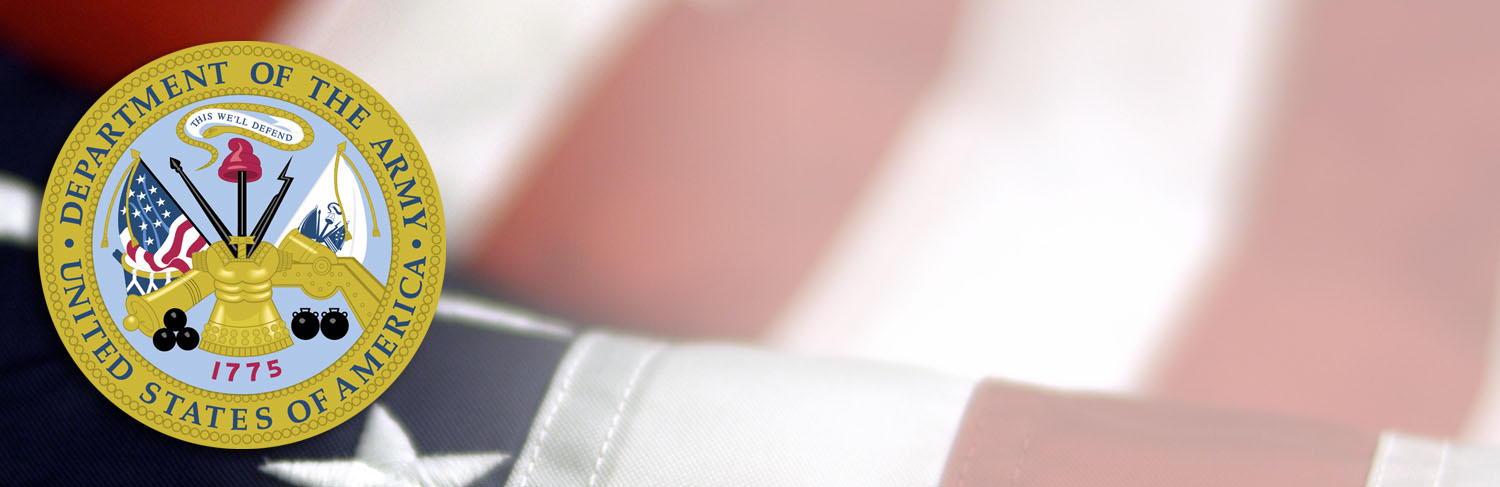 DEPARTMENT OF THE ARMY
THIS WE'LL DEFEND
1775
UNITED STATES OF AMERICA